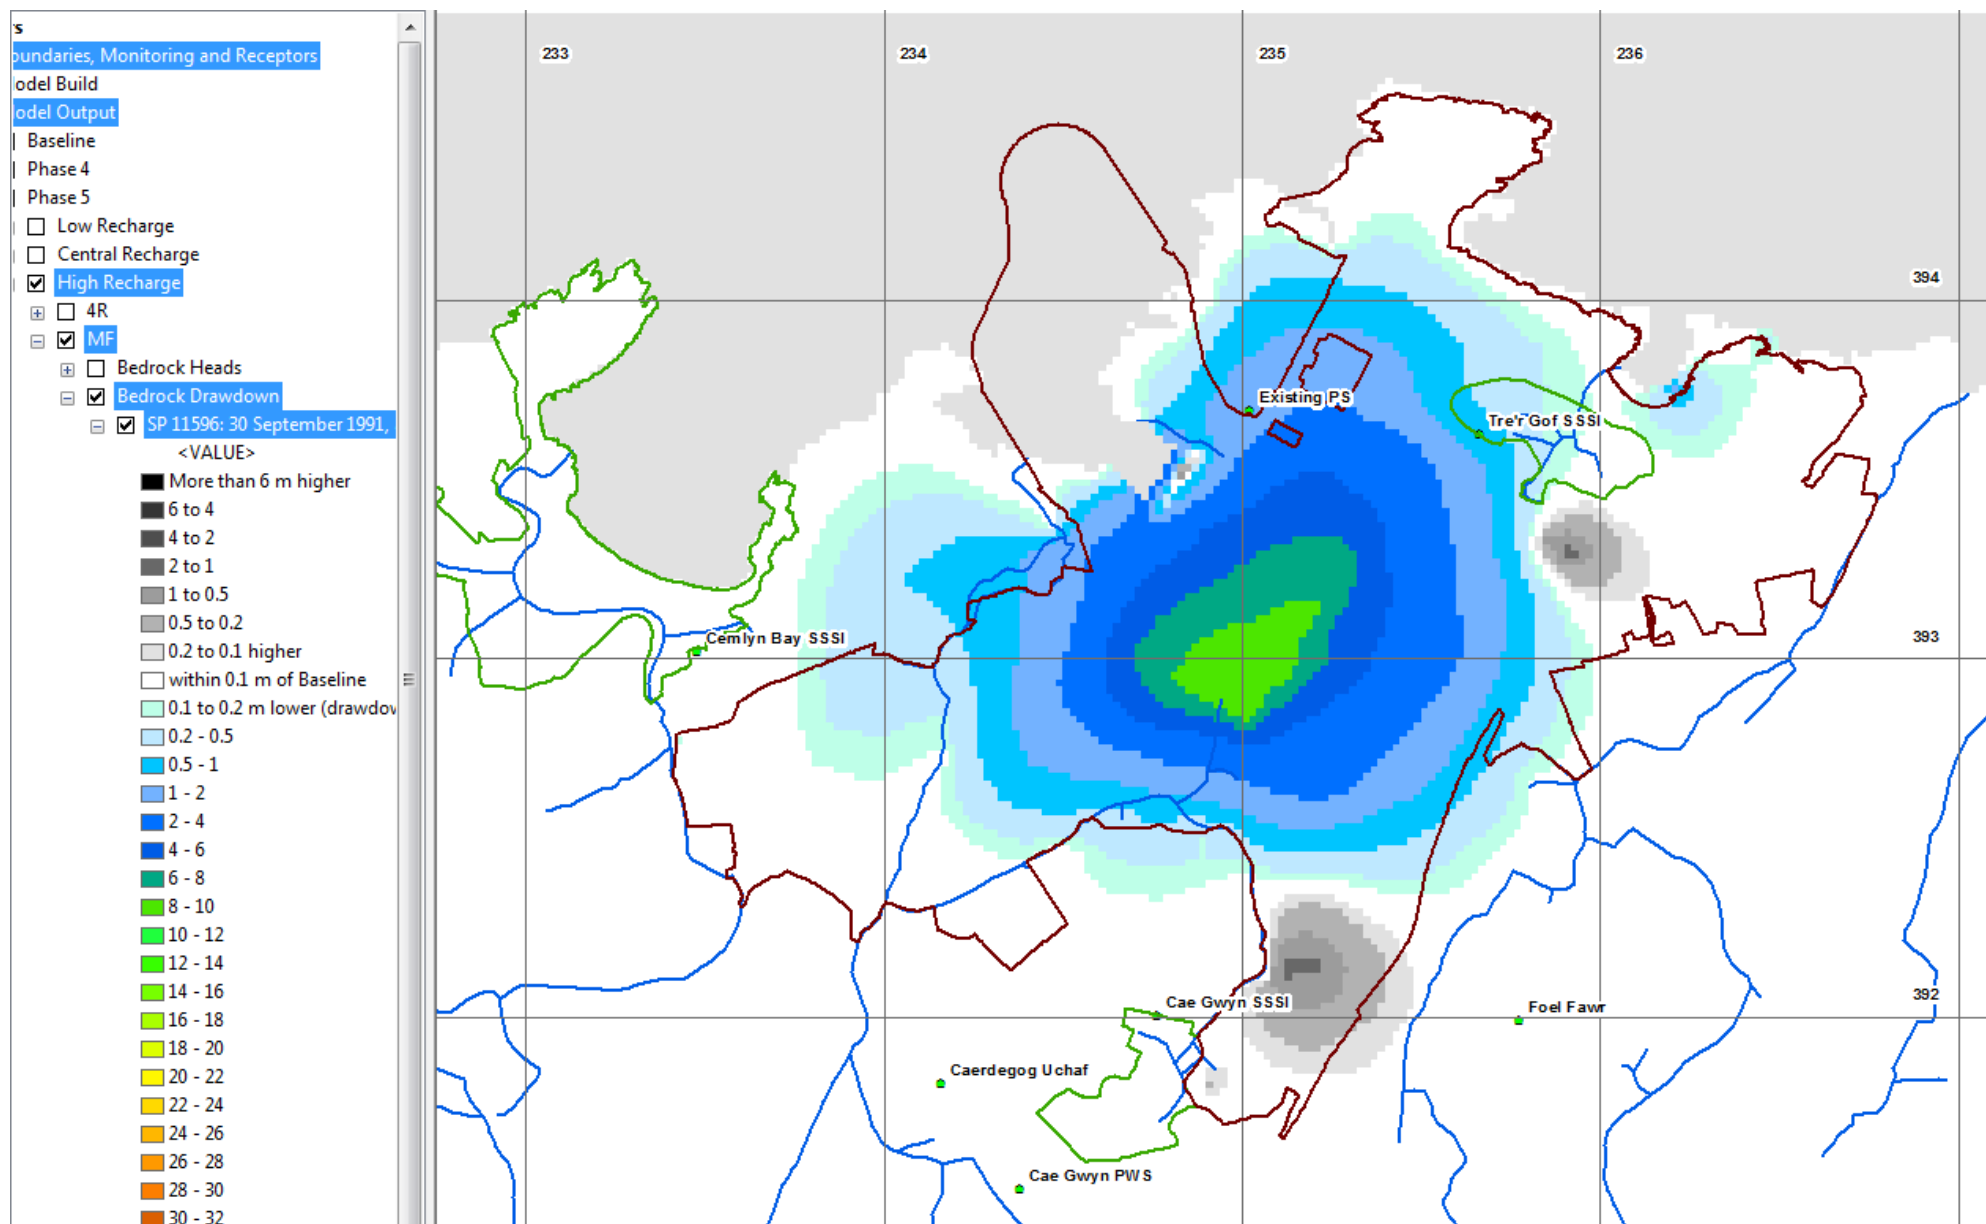 s
oundaries, Monitoring and Receptors
odel Build
odel Output
Baseline
Phase 4
Phase 5
Low Recharge
Central Recharge
High Recharge
4R
MF
Bedrock Heads
Bedrock Drawdown
SP 11596: 30 September 1991,
<VALUE>
More than 6 m higher
6 to 4
4 to 2
2 to 1
1 to 0.5
0.5 to 0.2
0.2 to 0.1 higher
within 0.1 m of Baseline
0.1 to 0.2 m lower (drawdov
0.2 - 0.5
0.5 - 1
1 - 2
2 - 4
4 - 6
6 - 8
8 - 10
10 - 12
12 - 14
14 - 16
16 - 18
18 - 20
20 - 22
22 - 24
24 - 26
26 - 28
28 - 30
30 - 32
233
234
235
236
394
Existing PS
Tre'r Gof SSSI
Cemlyn Bay SSSI
393
392
Cae Gwyn SSSI
Foel Fawr
Caerdegog Uchaf
Cae Gwyn PWS